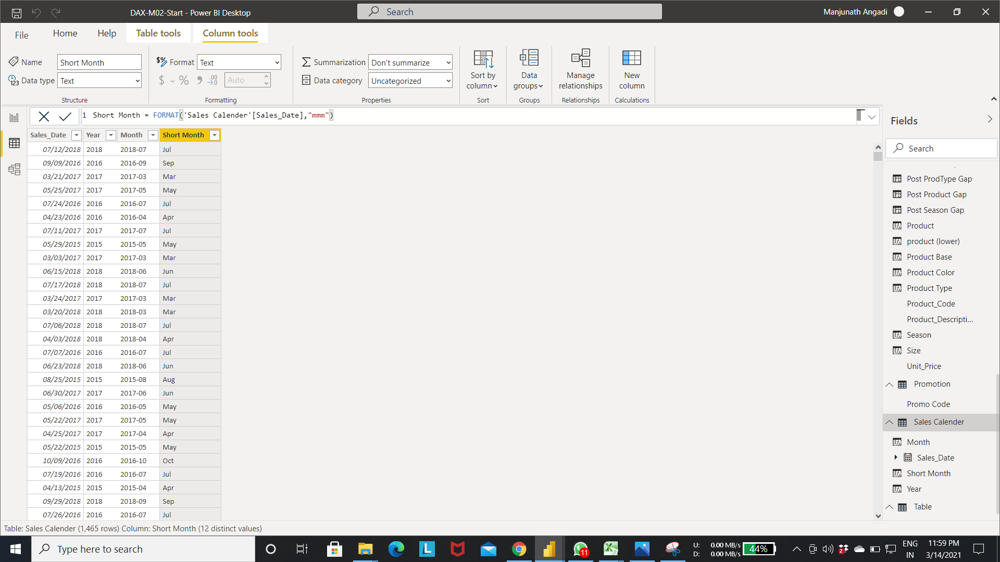 DAX-M02-Start - Power BI Desktop
Search
Manjunath Angadi
File
Home
Help
Table tools
Column tools
Name
Short Month
Data type
Text
Structure
Format
Text
$
%
Auto
Formatting
Summarization
Don't summarize
Data category
Uncategorized
Properties
Sort by
column
Sort
Data
groups
Groups
Manage
relationships
Relationships
New
column
Calculations
1 Short Month = FORMAT('Sales Calender'[Sales_Date],"mmm")
Sales_Date Year Month Short Month
07/12/2018 2018 2018-07 Jul
09/09/2016 2016 2016-09 Sep
03/21/2017 2017 2017-03 Mar
05/25/2017 2017 2017-05 May
07/24/2016 2016 2016-07 Jul
04/23/2016 2016 2016-04 Apr
07/11/2017 2017 2017-07 Jul
05/29/2015 2015 2015-05 May
03/03/2017 2017 2017-03 Mar
06/15/2018 2018 2018-06 Jun
07/17/2018 2018 2018-07 Jul
03/24/2017 2017 2017-03 Mar
03/20/2018 2018 2018-03 Mar
07/06/2018 2018 2018-07 Jul
04/03/2018 2018 2018-04 Apr
07/07/2016 2016 2016-07 Jul
06/23/2018 2018 2018-06 Jun
08/25/2015 2015 2015-08 Aug
06/30/2017 2017 2017-06 Jun
05/06/2016 2016 2016-05 May
05/22/2017 2017 2017-05 May
04/25/2017 2017 2017-04 Apr
05/22/2015 2015 2015-05 May
10/09/2016 2016 2016-10 Oct
07/19/2016 2016 2016-07 Jul
04/13/2015 2015 2015-04 Apr
09/29/2018 2018 2018-09 Sep
07/26/2016 2016 2016-07 Jul
Fields
Search
Post ProdType Gap
Post Product Gap
Post Season Gap
Product
product (lower)
Product Base
Product Color
Product Type
Product_Code
Product_Descripti...
Season
Size
Unit_Price
Promotion
Promo Code
Sales Calender
Month
Sales_Date
Short Month
Year
Table
Table: Sales Calender (1,465 rows) Column: Short Month (12 distinct values)
Type here to search
L
11
U: 0.00 MB/s
D: 0.00 MB/s
44%
2
ENG
IN
11:59 PM
3/14/2021